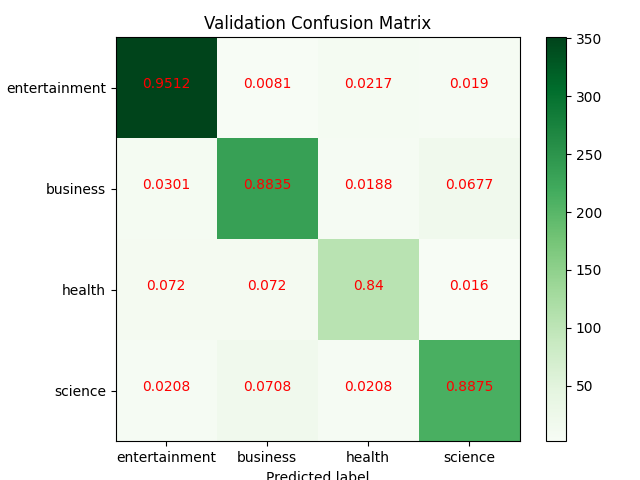 Validation Confusion Matrix
entertainment 0.9512 0.0081 0.0217 0.019
business 0.0301 0.8835 0.0188 0.0677
health 0.072 0.072 0.84 0.016
science 0.0208 0.0708 0.0208 0.8875
entertainment business health science
Predicted label
350
300
250
200
150
100
50